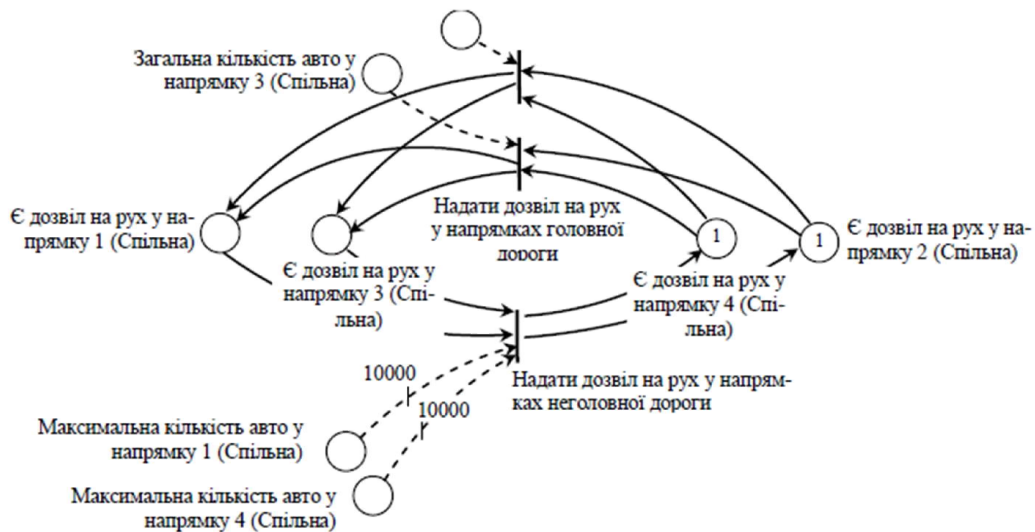 Загальна кількість авто у
напрямку 3 (Спільна)
Є дозвіл на рух у на-
прямку 1 (Спільна)
Надати дозвіл на рух
у напрямках головної
дороги
1
1
Є дозвіл на рух у на-
прямку 2 (Спільна)
Є дозвіл на рух у
напрямку 3 (Спі-
льна)
Є дозвіл на рух у
напрямку 4 (Спі-
льна)
10000
10000
Надати дозвіл на рух у напрям-
ках неголовної дороги
Максимальна кількість авто у
напрямку 1 (Спільна)
Максимальна кількість авто у
напрямку 4 (Спільна)